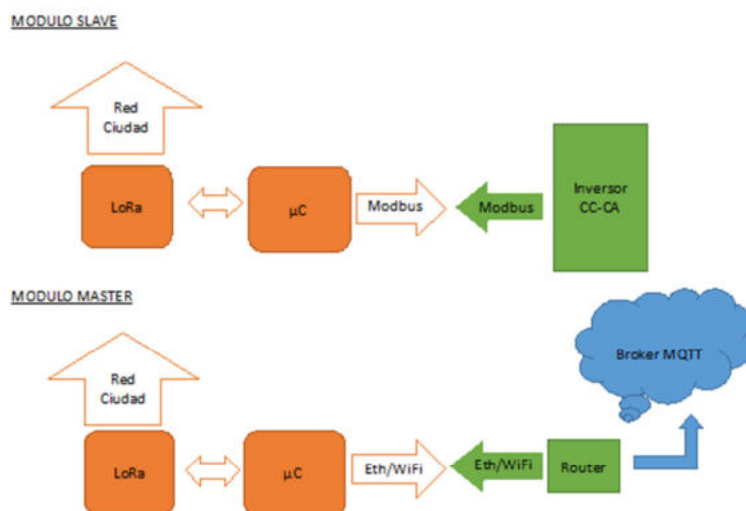 MODULO SLAVE
Red
Ciudad
LoRa
µC
Modbus
Modbus
Inversor
CC-CA
MODULO MASTER
Red
Ciudad
Broker MQTT
LoRa
µC
Eth/WiFi
Eth/WiFi
Router